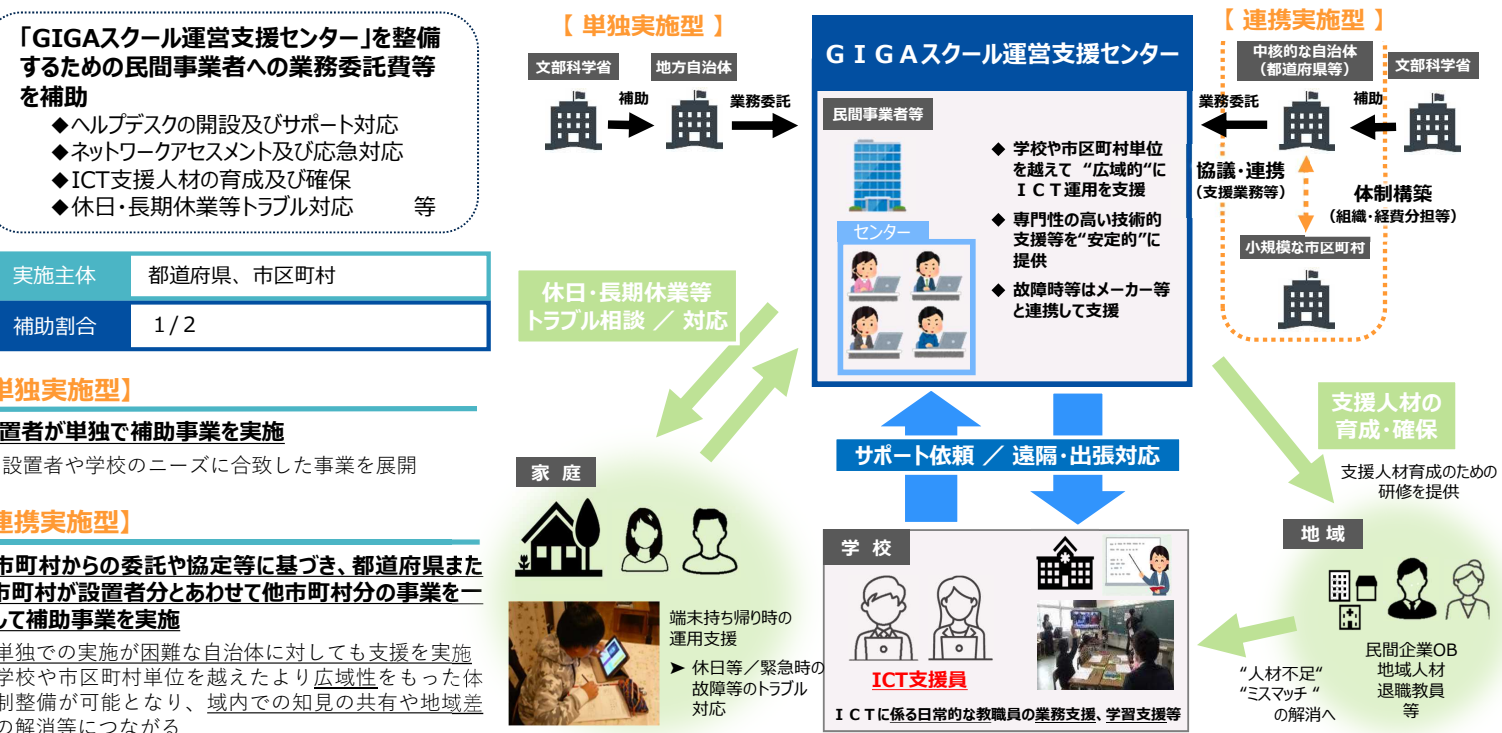 「GIGAスクール運営支援センター」を整備
するための民間事業者への業務委託費等
を補助
◆ヘルプデスクの開設及びサポート対応
◆ネットワークアセスメント及び応急対応
◆ICT支援人材の育成及び確保
◆休日・長期休業等トラブル対応 等
実施主体 都道府県、市区町村
補助割合 1/2
単独実施型】
置者が単独で補助事業を実施
設置者や学校のニーズに合致した事業を展開
連携実施型】
市町村からの委託や協定等に基づき、都道府県また
市町村が設置者分とあわせて他市町村分の事業を一
して補助事業を実施
単独での実施が困難な自治体に対しても支援を実施
学校や市区町村単位を越えたより広域性をもった体
制整備が可能となり、域内での知見の共有や地域差
の解消等につながる
【 単独実施型 】
文部科学省
地方自治体
補助
業務委託
GIGAスクール運営支援センター
民間事業者等
センター
◆ 学校や市区町村単位
を越えて “広域的“に
ICT運用を支援
◆ 専門性の高い技術的
支援等を“安定的”に
提供
◆ 故障時等はメーカー等
と連携して支援
【 連携実施型 】
中核的な自治体
（都道府県等）
文部科学省
業務委託
補助
協議・連携
（支援業務等）
体制構築
（組織・経費分担等）
小規模な市区町村
休日・長期休業等
トラブル相談 ／ 対応
サポート依頼 ／ 遠隔・出張対応
支援人材の
育成・確保
支援人材育成のための
研修を提供
家 庭
端末持ち帰り時の
運用支援
➤ 休日等／緊急時の
故障等のトラブル
対応
学 校
ICT支援員
ICTに係る日常的な教職員の業務支援、学習支援等
地 域
民間企業OB
地域人材
退職教員
等
“人材不足“
“ミスマッチ “
の解消へ